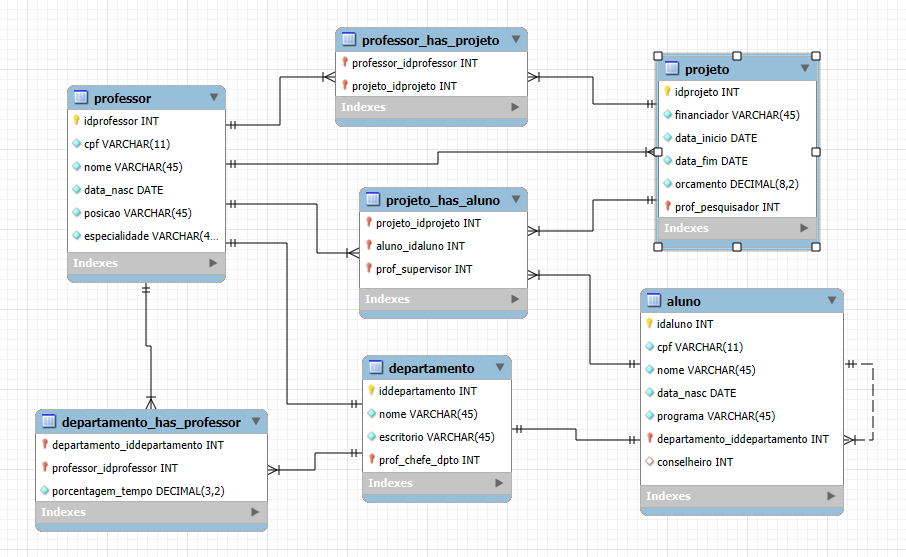 professor_has_projeto
professor_idprofessor INT
projeto_idprojeto INT
Indexes
projeto
idprojeto INT
financiador VARCHAR(45)
data_inicio DATE
data_fim DATE
orcamento DECIMAL(8,2)
prof_pesquisador INT
Indexes
professor
idprofessor INT
cpf VARCHAR(11)
nome VARCHAR(45)
data_nasc DATE
posicao VARCHAR(45)
especialidade VARCHAR(4...
Indexes
projeto_has_aluno
projeto_idprojeto INT
aluno_idaluno INT
prof_supervisor INT
Indexes
aluno
idaluno INT
cpf VARCHAR(11)
nome VARCHAR(45)
data_nasc DATE
programa VARCHAR(45)
departamento_iddepartamento INT
conselheiro INT
Indexes
departamento
iddepartamento INT
nome VARCHAR(45)
escritorio VARCHAR(45)
prof_chefe_dpto INT
Indexes
departamento_has_professor
departamento_iddepartamento INT
professor_idprofessor INT
porcentagem_tempo DECIMAL(3,2)
Indexes